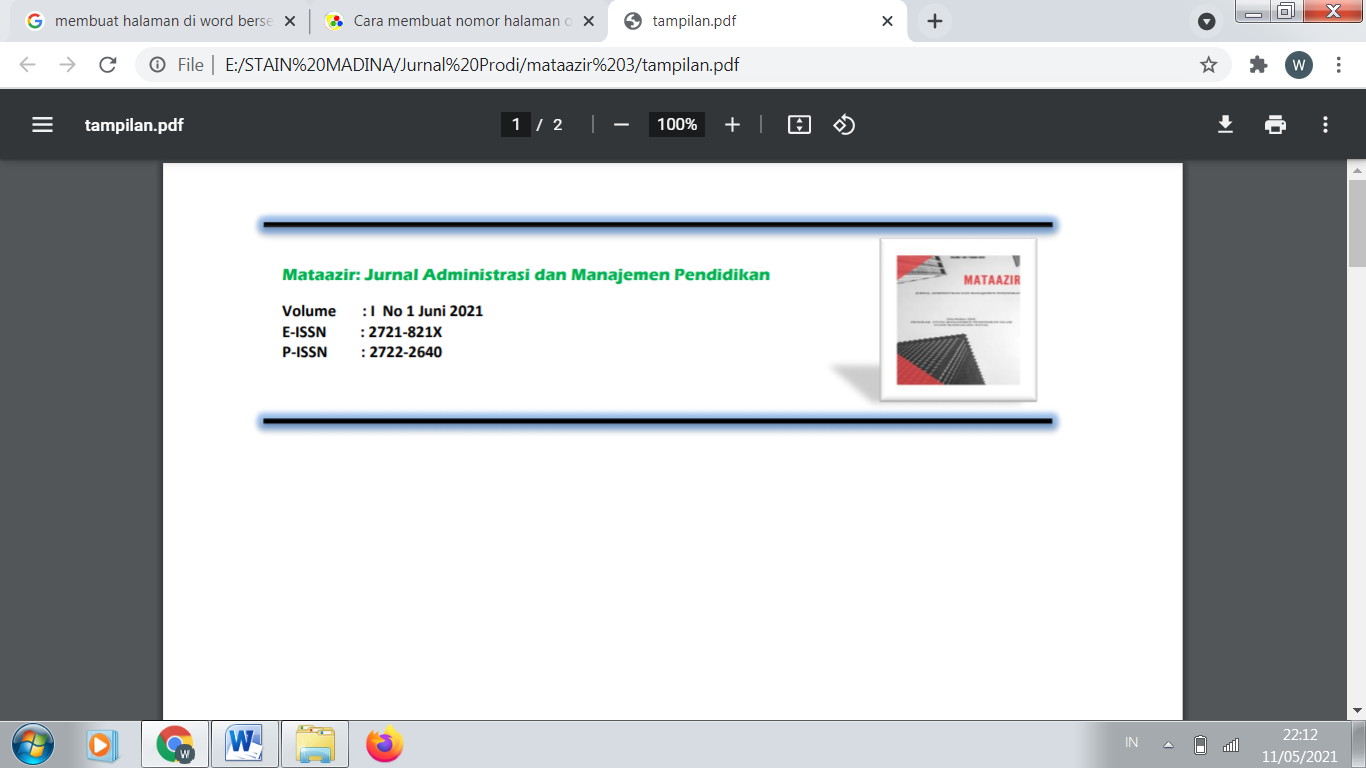 membuat halaman di word berse
Cara membuat nomor halaman
tampilan.pdf
File
E:/STAIN%20MADINA/Jurnal%20Prodi/mataazir%203/tampilan.pdf
W
tampilan.pdf
1 / 2
100%
Mataazir: Jurnal Administrasi dan Manajemen Pendidikan
Volume : I No 1 Juni 2021
E-ISSN : 2721-821X
P-ISSN : 2722-2640
MATAAZIR
W
IN
22:12
11/05/2021